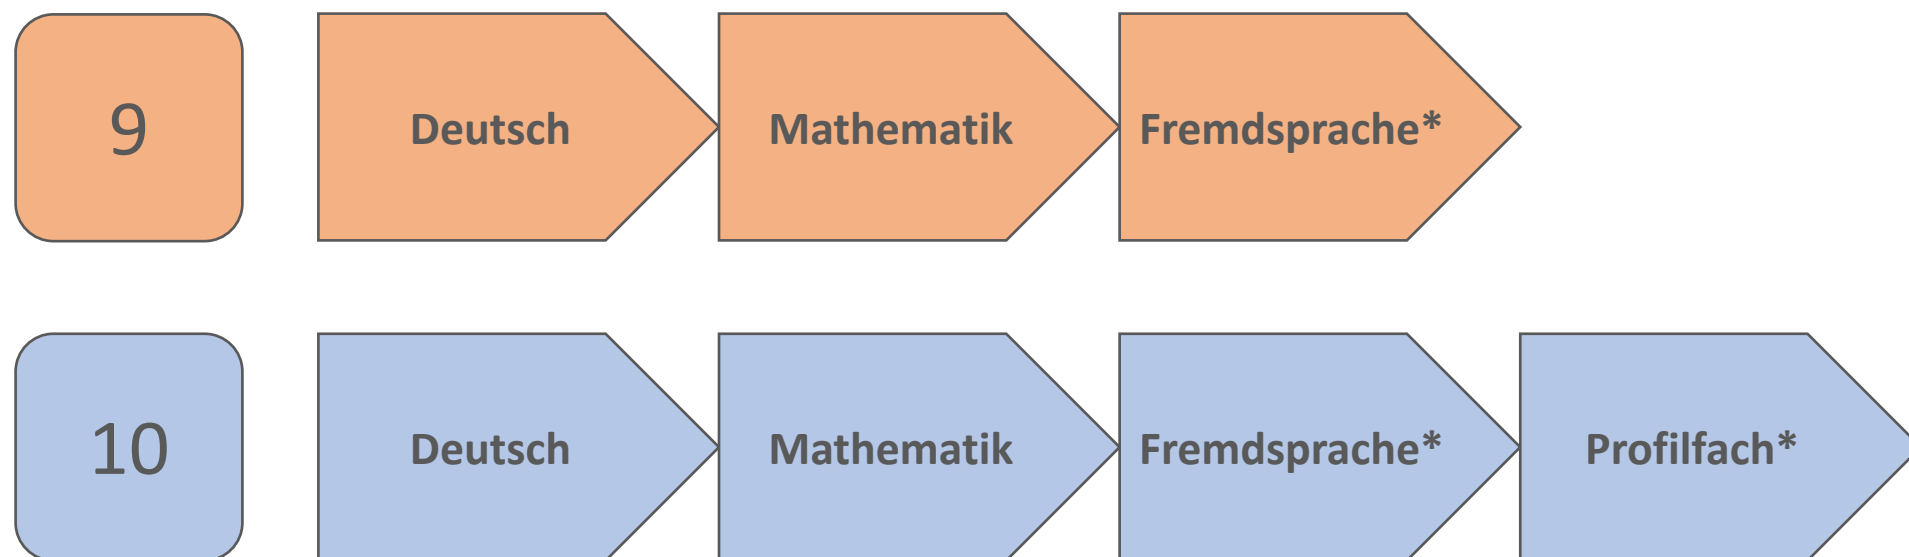 9
Deutsch
Mathematik
Fremdsprache*
10
Deutsch
Mathematik
Fremdsprache*
Profilfach*